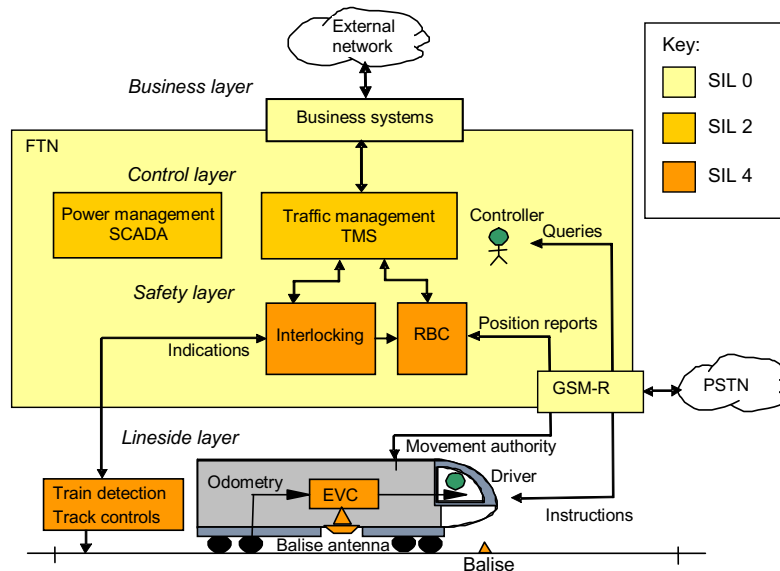 External
network
Key:
Business layer
SIL 0
Business systems
FTN
SIL 2
Control layer
SIL 4
Power management
SCADA
Traffic management
TMS
Controller
Queries
Safety layer
Interlocking
RBC
Position reports
Indications
GSM-R
PSTN
Lineside layer
Movement authority
Odometry
EVC
Driver
Train detection
Track controls
Instructions
Balise antenna
Balise